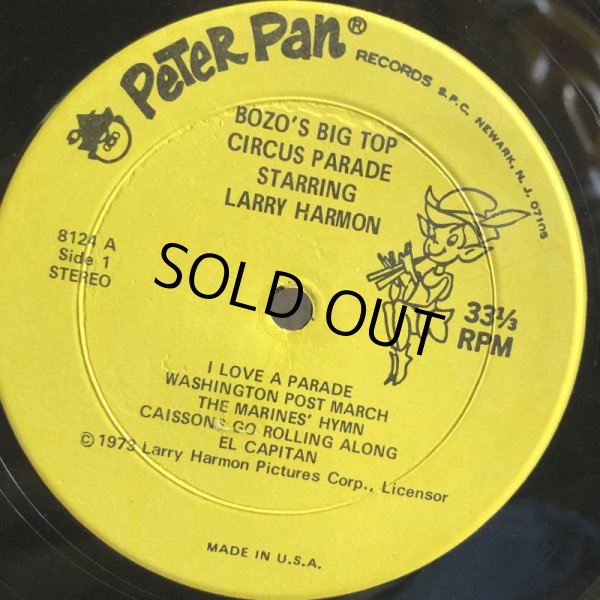 Peter Pan®
RECORDS S.P.C. NEWARK, N. J. 07105
BOZO'S BIG TOP
CIRCUS PARADE
STARRING
LARRY HARMON
8124 A
Side 1
STEREO
SOLD OUT
33⅓
RPM
I LOVE A PARADE
WASHINGTON POST MARCH
THE MARINES' HYMN
CAISSONS GO ROLLING ALONG
EL CAPITAN
© 1973 Larry Harmon Pictures Corp., Licensor
MADE IN U.S.A.